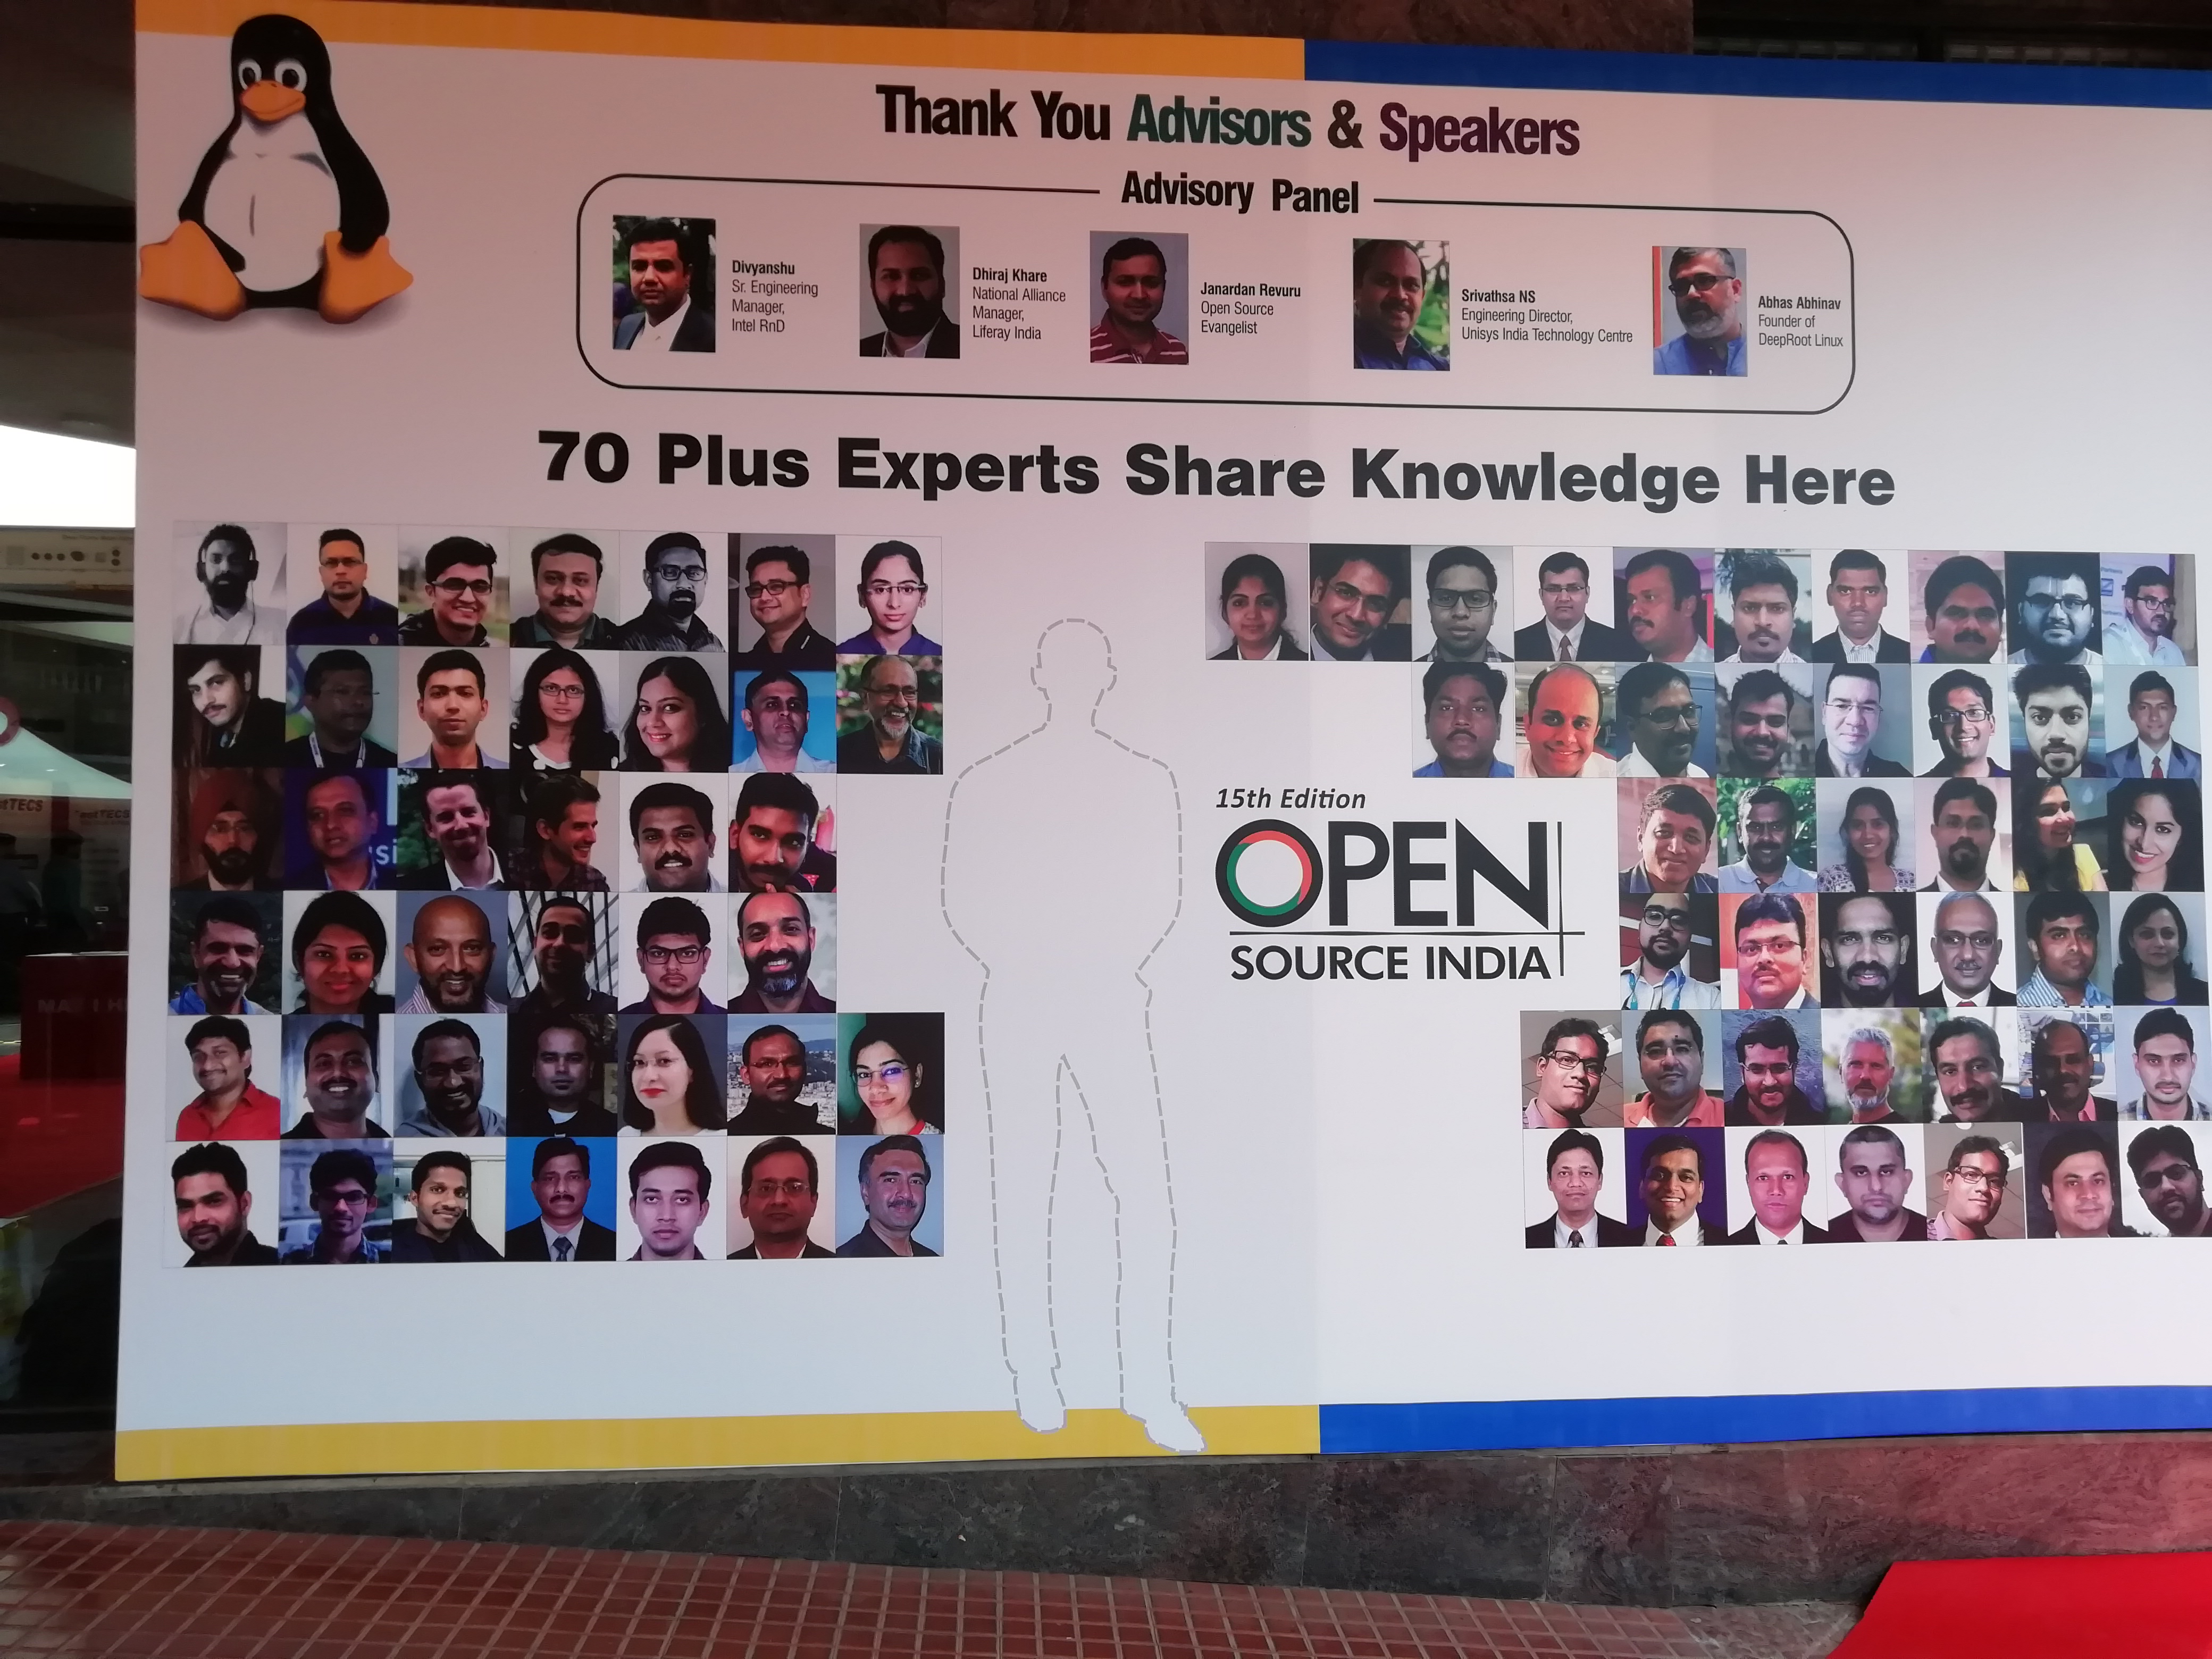 Thank You Advisors & Speakers
Advisory Panel
Divyanshu
Sr. Engineering
Manager,
Intel RnD
Dhiraj Khare
National Alliance
Manager,
Liferay India
Janardan Revuru
Open Source
Evangelist
Srivathsa NS
Engineering Director,
Unisys India Technology Centre
Abhas Abhinav
Founder of
DeepRoot Linux
70 Plus Experts Share Knowledge Here
15th Edition
OPEN
SOURCE INDIA